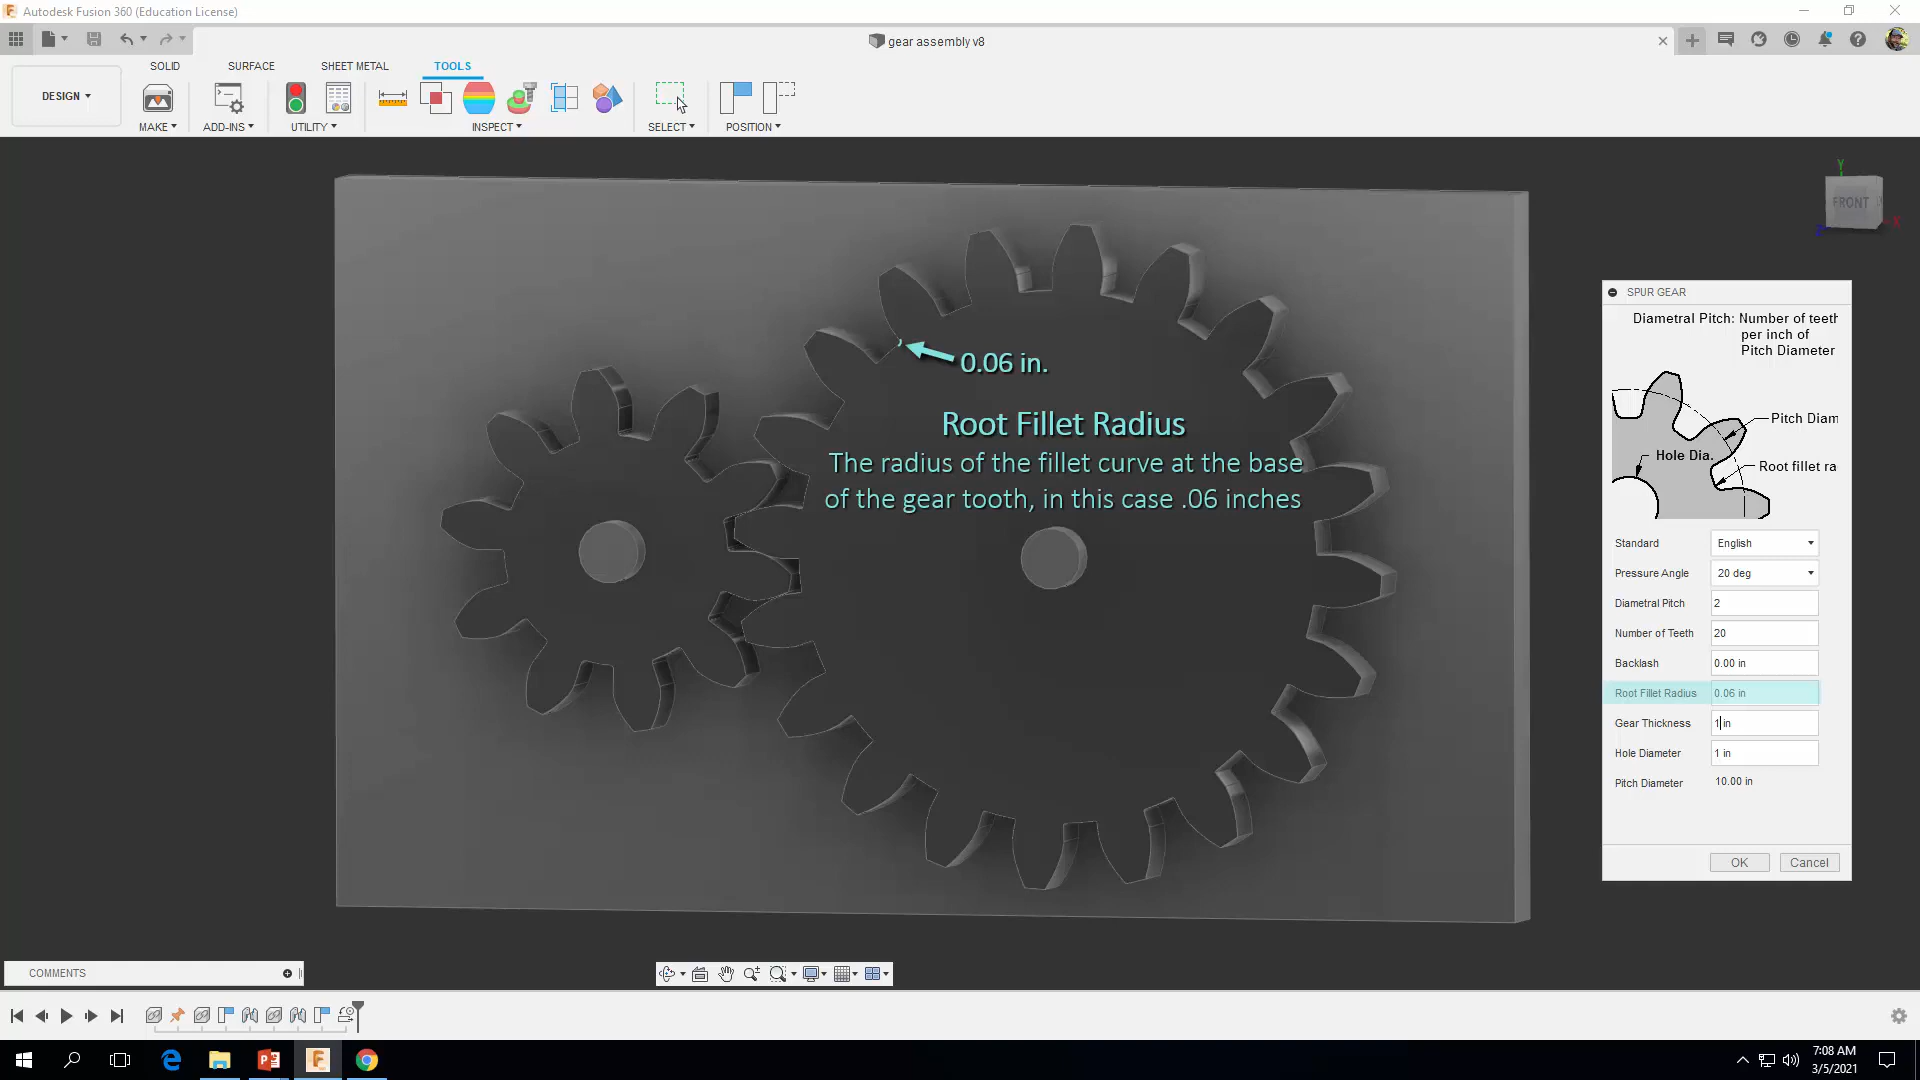 Autodesk Fusion 360 (Education License)
gear assembly v8
DESIGN
SOLID
SURFACE
SHEET METAL
TOOLS
MAKE
ADD-INS
UTILITY
INSPECT
SELECT
POSITION
Y
FRONT
X
Z
0.06 in.
Root Fillet Radius
The radius of the fillet curve at the base
of the gear tooth, in this case .06 inches
SPUR GEAR
Diametral Pitch: Number of teeth
per inch of
Pitch Diameter
Pitch Diam
Hole Dia.
Root fillet ra
Standard English
Pressure Angle 20 deg
Diametral Pitch 2
Number of Teeth 20
Backlash 0.00 in
Root Fillet Radius 0.06 in
Gear Thickness 1 in
Hole Diameter 1 in
Pitch Diameter 10.00 in
OK Cancel
COMMENTS
7:08 AM
3/5/2021